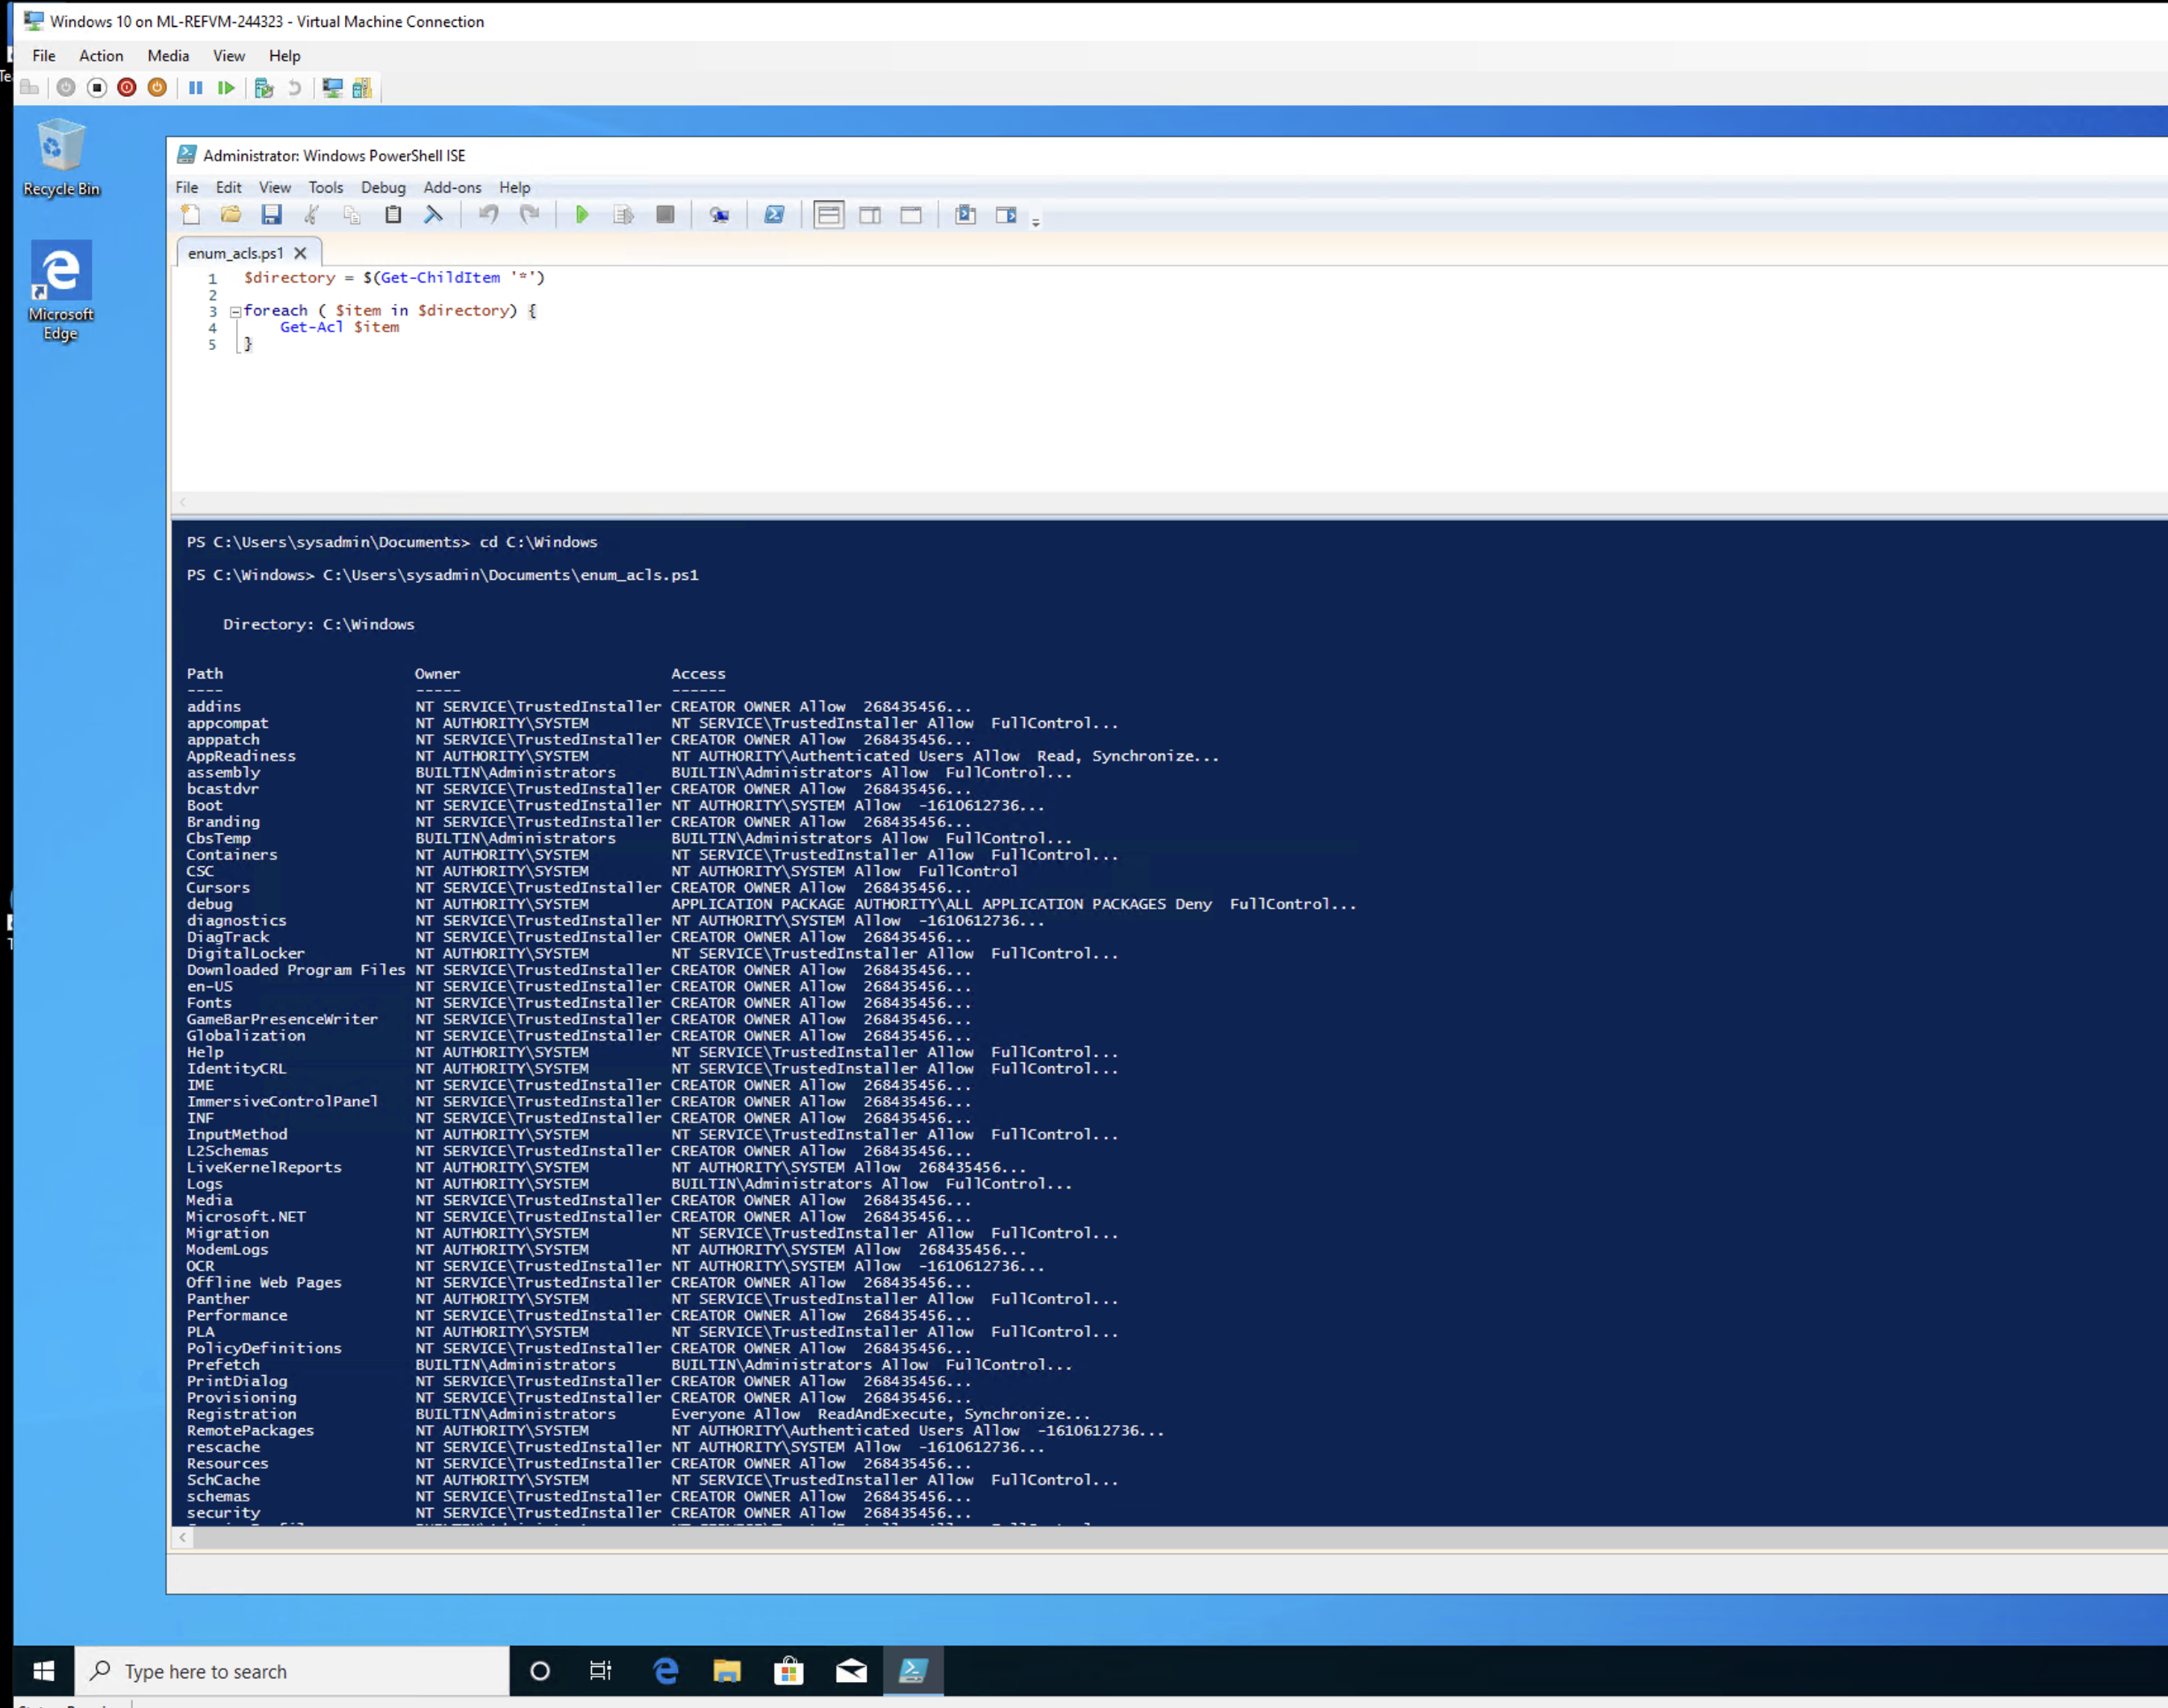 Windows 10 on ML-REFVM-244323 - Virtual Machine Connection
File Action Media View Help
Recycle Bin
Microsoft
Edge
Administrator: Windows PowerShell ISE
File Edit View Tools Debug Add-ons Help
enum_acls.ps1
1 $directory = $(Get-ChildItem '*')
2
3 foreach ( $item in $directory) {
4 Get-Acl $item
5 }
PS C:\Users\sysadmin\Documents> cd C:\Windows
PS C:\Windows> C:\Users\sysadmin\Documents\enum_acls.ps1
Directory: C:\Windows
Path Owner Access
---- ----- ------
addins NT SERVICE\TrustedInstaller CREATOR OWNER Allow 268435456...
appcompat NT AUTHORITY\SYSTEM NT SERVICE\TrustedInstaller Allow FullControl...
apppatch NT SERVICE\TrustedInstaller CREATOR OWNER Allow 268435456...
AppReadiness NT AUTHORITY\SYSTEM NT AUTHORITY\Authenticated Users Allow Read, Synchronize...
assembly BUILTIN\Administrators BUILTIN\Administrators Allow FullControl...
bcastdvr NT SERVICE\TrustedInstaller CREATOR OWNER Allow 268435456...
Boot NT SERVICE\TrustedInstaller NT AUTHORITY\SYSTEM Allow -1610612736...
Branding NT SERVICE\TrustedInstaller CREATOR OWNER Allow 268435456...
CbsTemp BUILTIN\Administrators BUILTIN\Administrators Allow FullControl...
Containers NT AUTHORITY\SYSTEM NT SERVICE\TrustedInstaller Allow FullControl...
CSC NT AUTHORITY\SYSTEM NT AUTHORITY\SYSTEM Allow FullControl
Cursors NT SERVICE\TrustedInstaller CREATOR OWNER Allow 268435456...
debug NT AUTHORITY\SYSTEM APPLICATION PACKAGE AUTHORITY\ALL APPLICATION PACKAGES Deny FullControl...
diagnostics NT SERVICE\TrustedInstaller NT AUTHORITY\SYSTEM Allow -1610612736...
DiagTrack NT SERVICE\TrustedInstaller CREATOR OWNER Allow 268435456...
DigitalLocker NT AUTHORITY\SYSTEM NT SERVICE\TrustedInstaller Allow FullControl...
Downloaded Program Files NT SERVICE\TrustedInstaller CREATOR OWNER Allow 268435456...
en-US NT SERVICE\TrustedInstaller CREATOR OWNER Allow 268435456...
Fonts NT SERVICE\TrustedInstaller CREATOR OWNER Allow 268435456...
GameBarPresenceWriter NT SERVICE\TrustedInstaller CREATOR OWNER Allow 268435456...
Globalization NT SERVICE\TrustedInstaller CREATOR OWNER Allow 268435456...
Help NT AUTHORITY\SYSTEM NT SERVICE\TrustedInstaller Allow FullControl...
IdentityCRL NT AUTHORITY\SYSTEM NT SERVICE\TrustedInstaller Allow FullControl...
IME NT SERVICE\TrustedInstaller CREATOR OWNER Allow 268435456...
ImmersiveControlPanel NT SERVICE\TrustedInstaller CREATOR OWNER Allow 268435456...
INF NT SERVICE\TrustedInstaller CREATOR OWNER Allow 268435456...
InputMethod NT AUTHORITY\SYSTEM NT SERVICE\TrustedInstaller Allow FullControl...
L2Schemas NT SERVICE\TrustedInstaller CREATOR OWNER Allow 268435456...
LiveKernelReports NT AUTHORITY\SYSTEM NT AUTHORITY\SYSTEM Allow 268435456...
Logs NT AUTHORITY\SYSTEM BUILTIN\Administrators Allow FullControl...
Media NT SERVICE\TrustedInstaller CREATOR OWNER Allow 268435456...
Microsoft.NET NT SERVICE\TrustedInstaller CREATOR OWNER Allow 268435456...
Migration NT AUTHORITY\SYSTEM NT SERVICE\TrustedInstaller Allow FullControl...
ModemLogs NT AUTHORITY\SYSTEM NT AUTHORITY\SYSTEM Allow 268435456...
OCR NT SERVICE\TrustedInstaller NT AUTHORITY\SYSTEM Allow -1610612736...
Offline Web Pages NT SERVICE\TrustedInstaller CREATOR OWNER Allow 268435456...
Panther NT AUTHORITY\SYSTEM NT SERVICE\TrustedInstaller Allow FullControl...
Performance NT SERVICE\TrustedInstaller CREATOR OWNER Allow 268435456...
PLA NT AUTHORITY\SYSTEM NT SERVICE\TrustedInstaller Allow FullControl...
PolicyDefinitions NT SERVICE\TrustedInstaller CREATOR OWNER Allow 268435456...
Prefetch BUILTIN\Administrators BUILTIN\Administrators Allow FullControl...
PrintDialog NT SERVICE\TrustedInstaller CREATOR OWNER Allow 268435456...
Provisioning NT SERVICE\TrustedInstaller CREATOR OWNER Allow 268435456...
Registration BUILTIN\Administrators Everyone Allow ReadAndExecute, Synchronize...
RemotePackages NT AUTHORITY\SYSTEM NT AUTHORITY\Authenticated Users Allow -1610612736...
rescache NT SERVICE\TrustedInstaller NT AUTHORITY\SYSTEM Allow -1610612736...
Resources NT SERVICE\TrustedInstaller CREATOR OWNER Allow 268435456...
SchCache NT AUTHORITY\SYSTEM NT SERVICE\TrustedInstaller Allow FullControl...
schemas NT SERVICE\TrustedInstaller CREATOR OWNER Allow 268435456...
security NT SERVICE\TrustedInstaller CREATOR OWNER Allow 268435456...
Type here to search